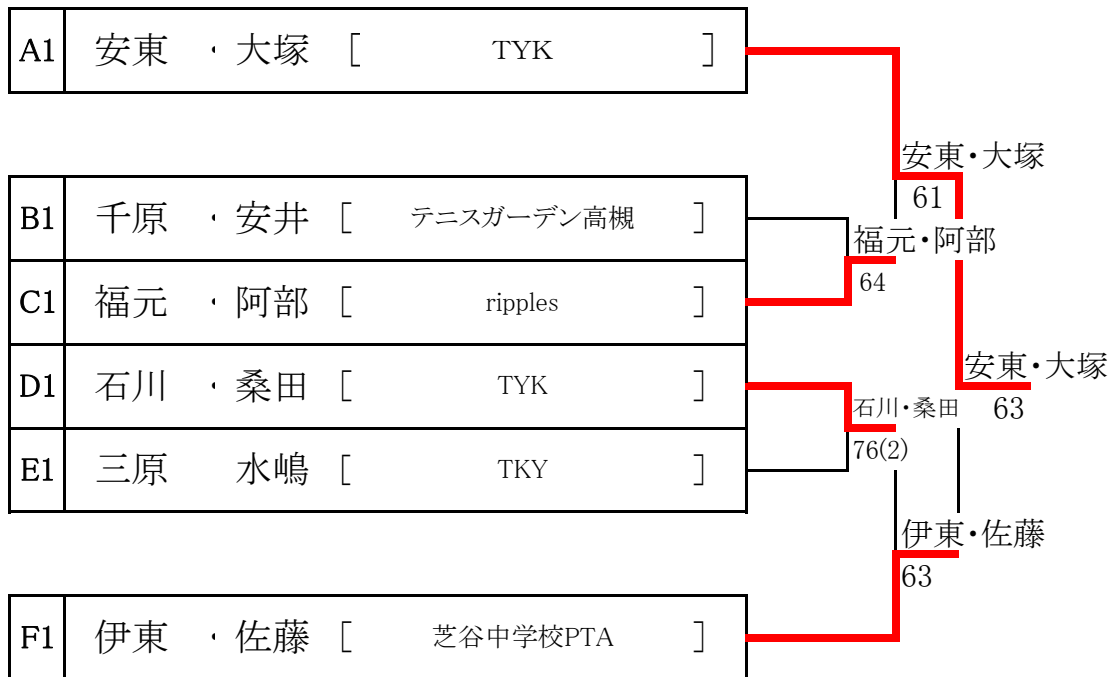 A1 安東 ・大塚 [ TYK ]
安東・大塚
61
B1 千原 ・安井 [ テニスガーデン高槻 ]
福元・阿部
64
C1 福元 ・阿部 [ ripples ]
安東・大塚
63
D1 石川 ・桑田 [ TYK ]
石川・桑田
76(2)
E1 三原 水嶋 [ TKY ]
伊東・佐藤
63
F1 伊東 ・佐藤 [ 芝谷中学校PTA ]